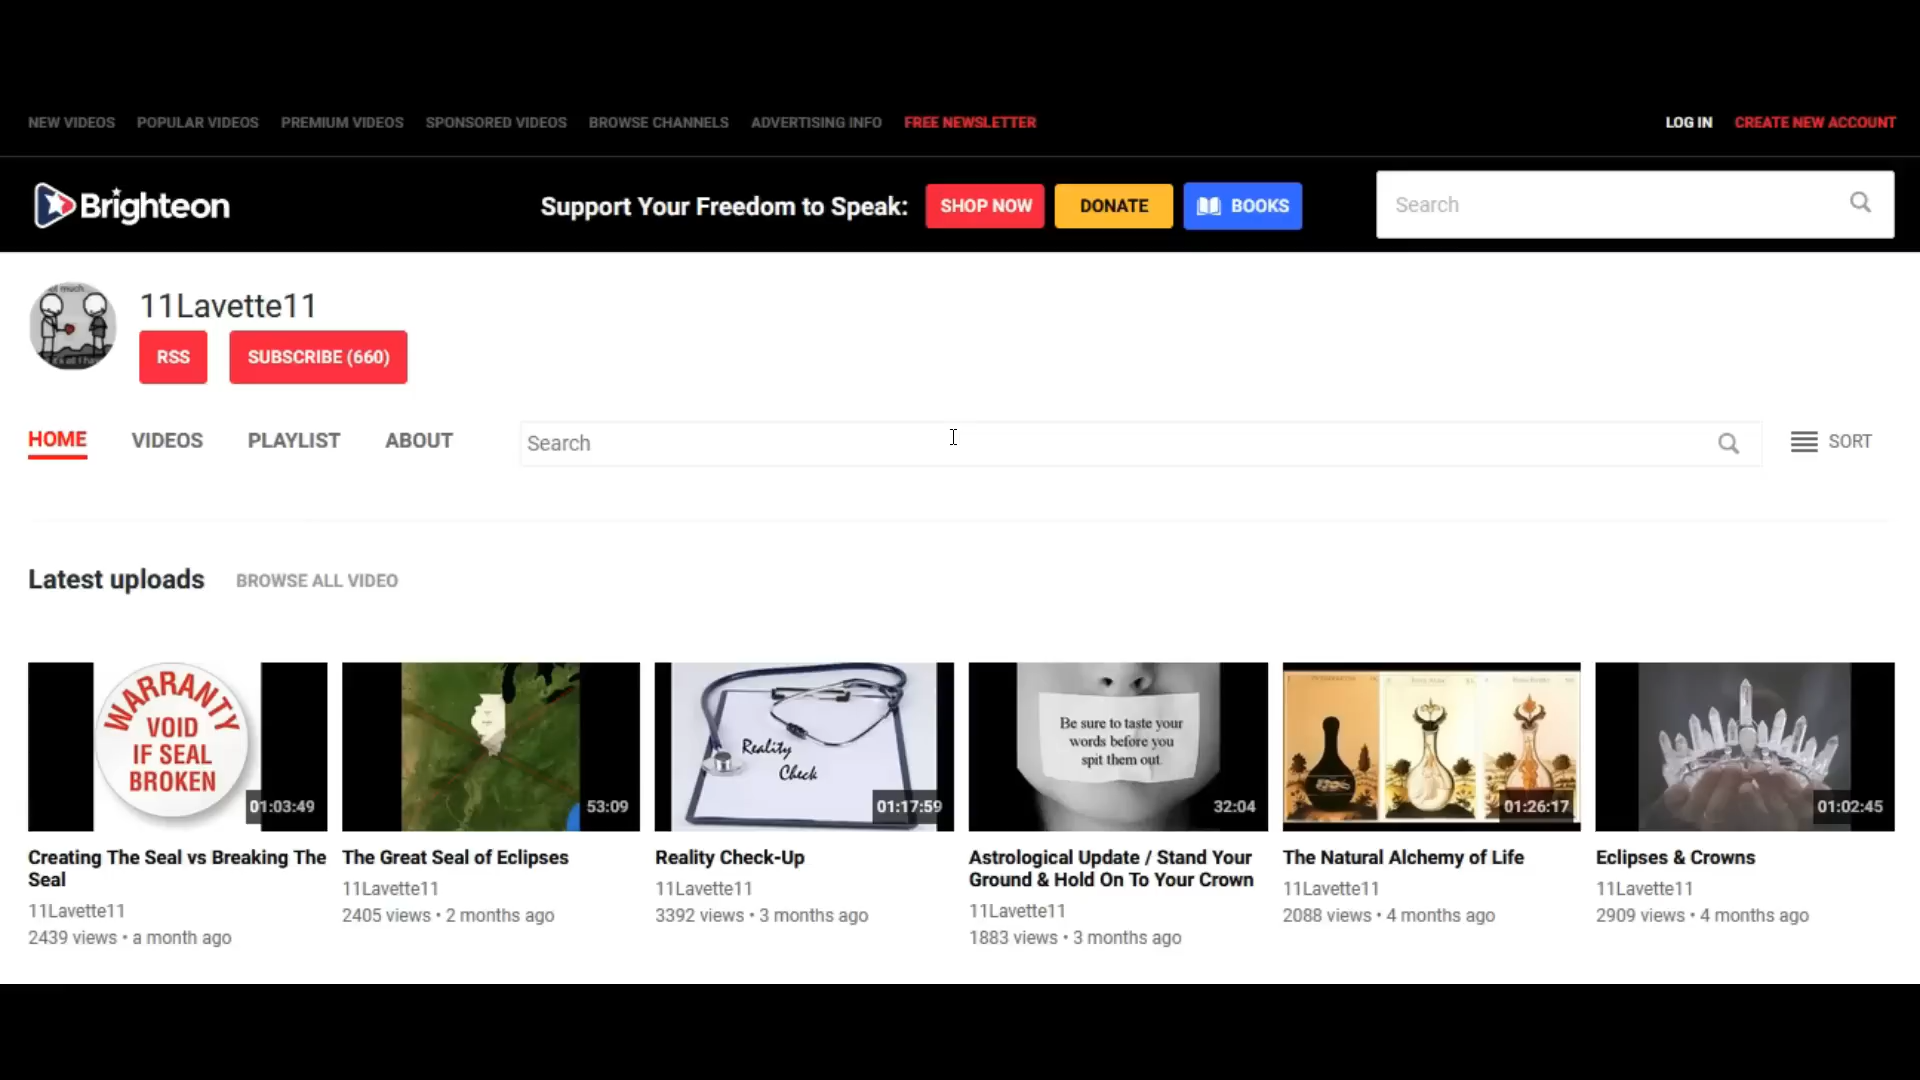 NEW VIDEOS POPULAR VIDEOS PREMIUM VIDEOS SPONSORED VIDEOS BROWSE CHANNELS ADVERTISING INFO FREE NEWSLETTER LOG IN CREATE NEW ACCOUNT
Brighteon Support Your Freedom to Speak: SHOP NOW DONATE BOOKS Search
much
11Lavette11
RSS SUBSCRIBE (660)
HOME VIDEOS PLAYLIST ABOUT Search SORT
Latest uploads BROWSE ALL VIDEO
WARRANTY
VOID
IF SEAL
BROKEN
01:03:49
53:09
Reality
Check
01:17:59
Be sure to taste your
words before you
spit them out.
32:04
01:26:17
01:02:45
Creating The Seal vs Breaking The
Seal
11Lavette11
2439 views • a month ago
The Great Seal of Eclipses
11Lavette11
2405 views • 2 months ago
Reality Check-Up
11Lavette11
3392 views • 3 months ago
Astrological Update / Stand Your
Ground & Hold On To Your Crown
11Lavette11
1883 views • 3 months ago
The Natural Alchemy of Life
11Lavette11
2088 views • 4 months ago
Eclipses & Crowns
11Lavette11
2909 views • 4 months ago